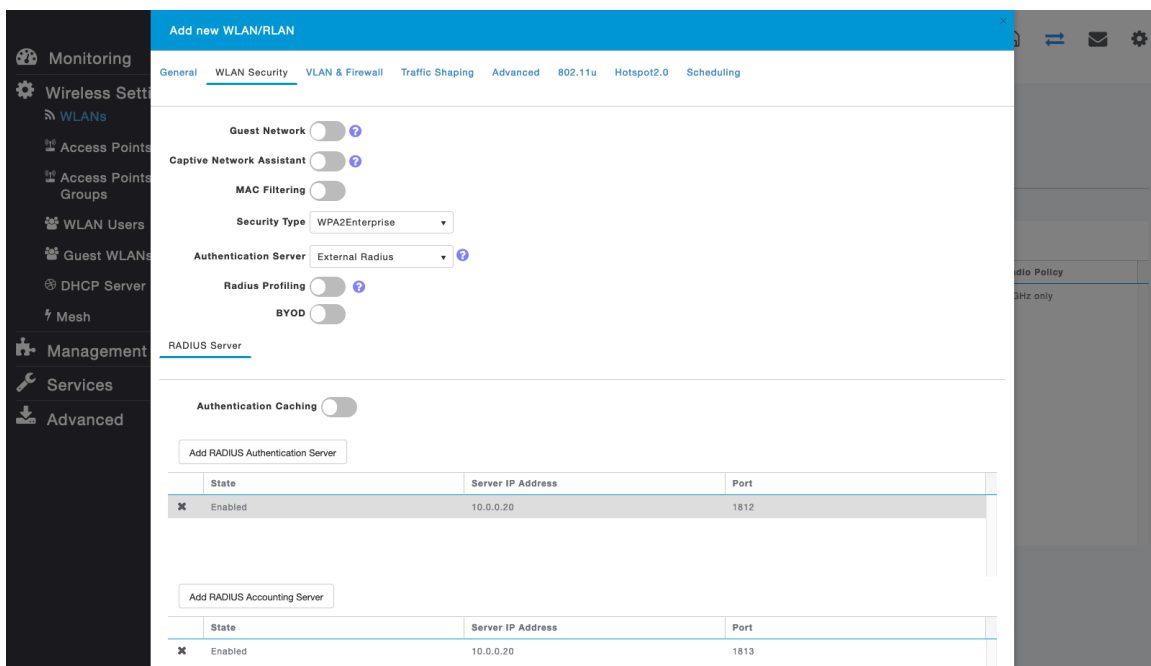 Add new WLAN/RLAN
×
Monitoring
Wireless Setti
WLANs
Access Points
Access Points
Groups
WLAN Users
Guest WLANs
DHCP Server
Mesh
Management
Services
Advanced
General WLAN Security VLAN & Firewall Traffic Shaping Advanced 802.11u Hotspot2.0 Scheduling
Guest Network ?
Captive Network Assistant ?
MAC Filtering
Security Type WPA2Enterprise
Authentication Server External Radius ?
Radius Profiling ?
BYOD
RADIUS Server
Authentication Caching
Add RADIUS Authentication Server
State Server IP Address Port
Enabled 10.0.0.20 1812
Add RADIUS Accounting Server
State Server IP Address Port
Enabled 10.0.0.20 1813
dio Policy
GHz only